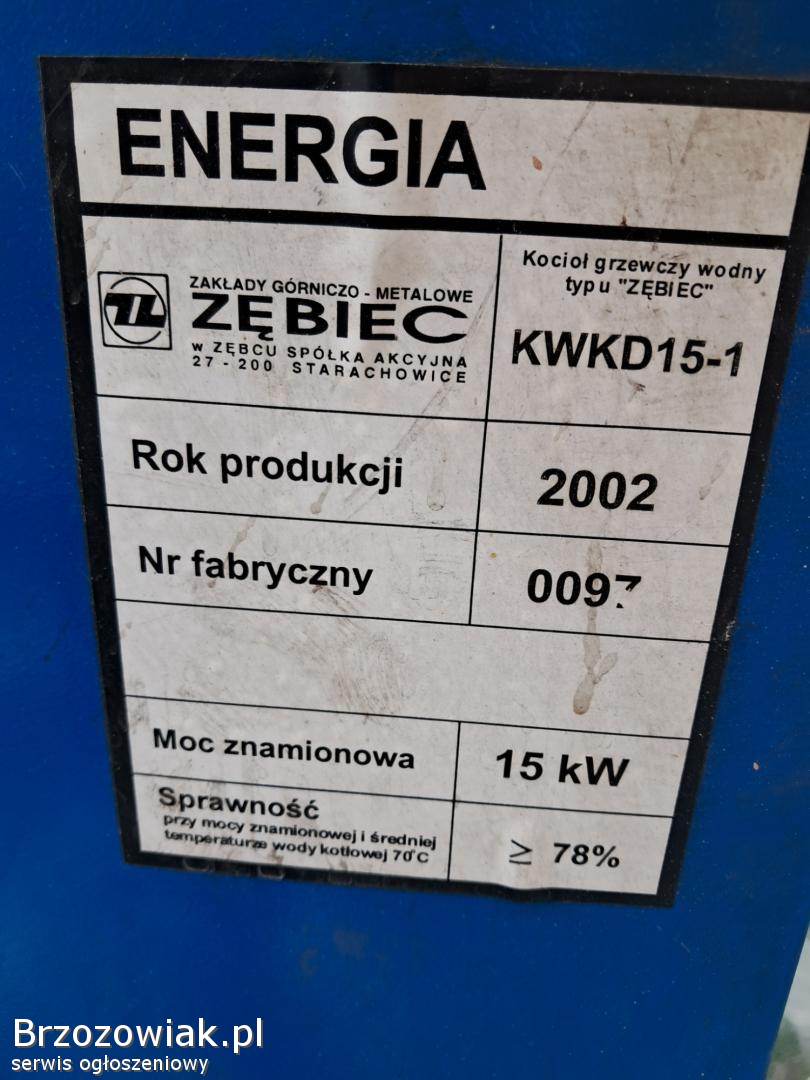 ENERGIA
ZAKŁADY GÓRNICZO - METALOWE
ZĘBIEC
w ZĘBCU SPÓŁKA AKCYJNA
27 - 200 STARACHOWICE
Kocioł grzewczy wodny
typu "ZĘBIEC"
KWKD15-1
Rok produkcji
2002
Nr fabryczny
0097
Moc znamionowa
15 kW
Sprawność
przy mocy znamionowej i średniej
temperaturze wody kotłowej 70°C
≥ 78%
Brzozowiak.pl
serwis ogłoszeniowy